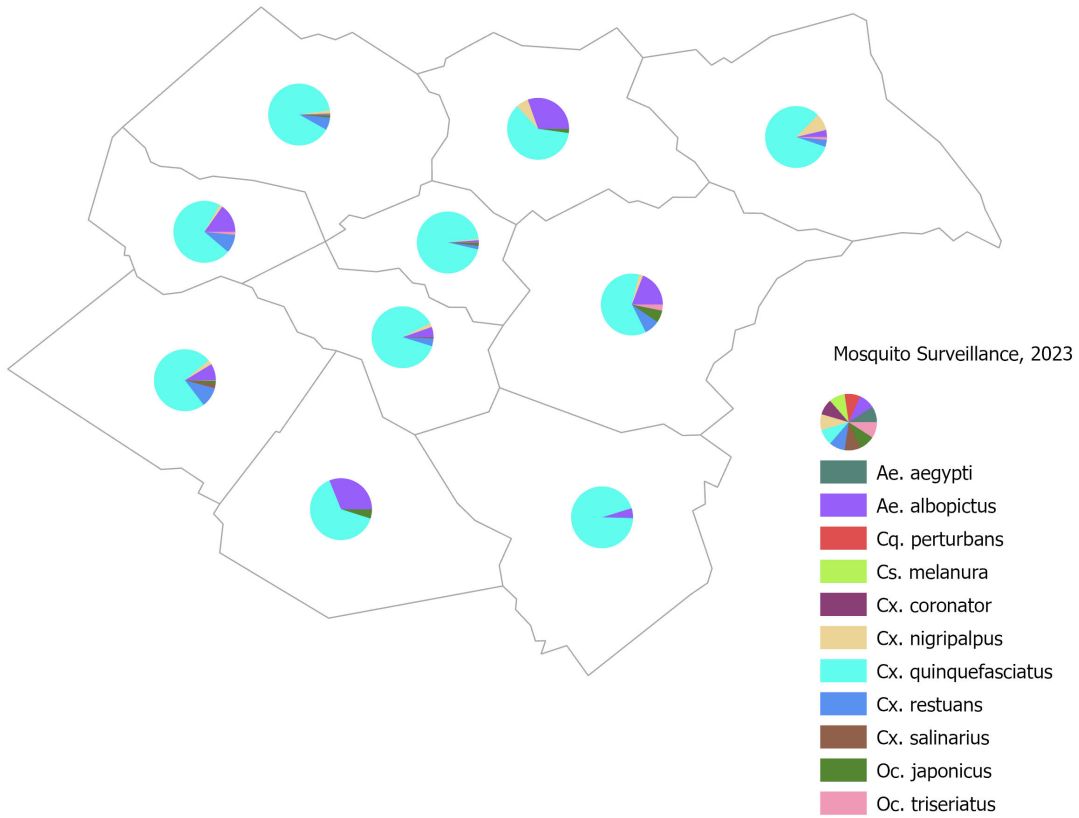 Mosquito Surveillance, 2023
Ae. aegypti
Ae. albopictus
Cq. perturbans
Cs. melanura
Cx. coronator
Cx. nigripalpus
Cx. quinquefasciatus
Cx. restuans
Cx. salinarius
Oc. japonicus
Oc. triseriatus